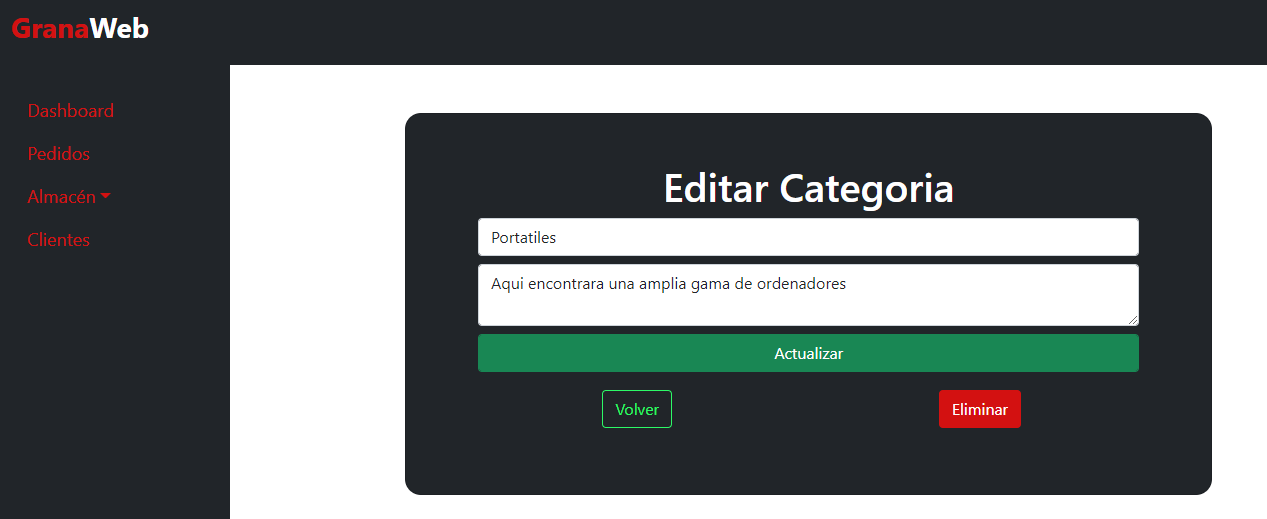 GranaWeb
Dashboard
Pedidos
Almacén
Clientes
Editar Categoria
Portatiles
Aqui encontrara una amplia gama de ordenadores
Actualizar
Volver
Eliminar